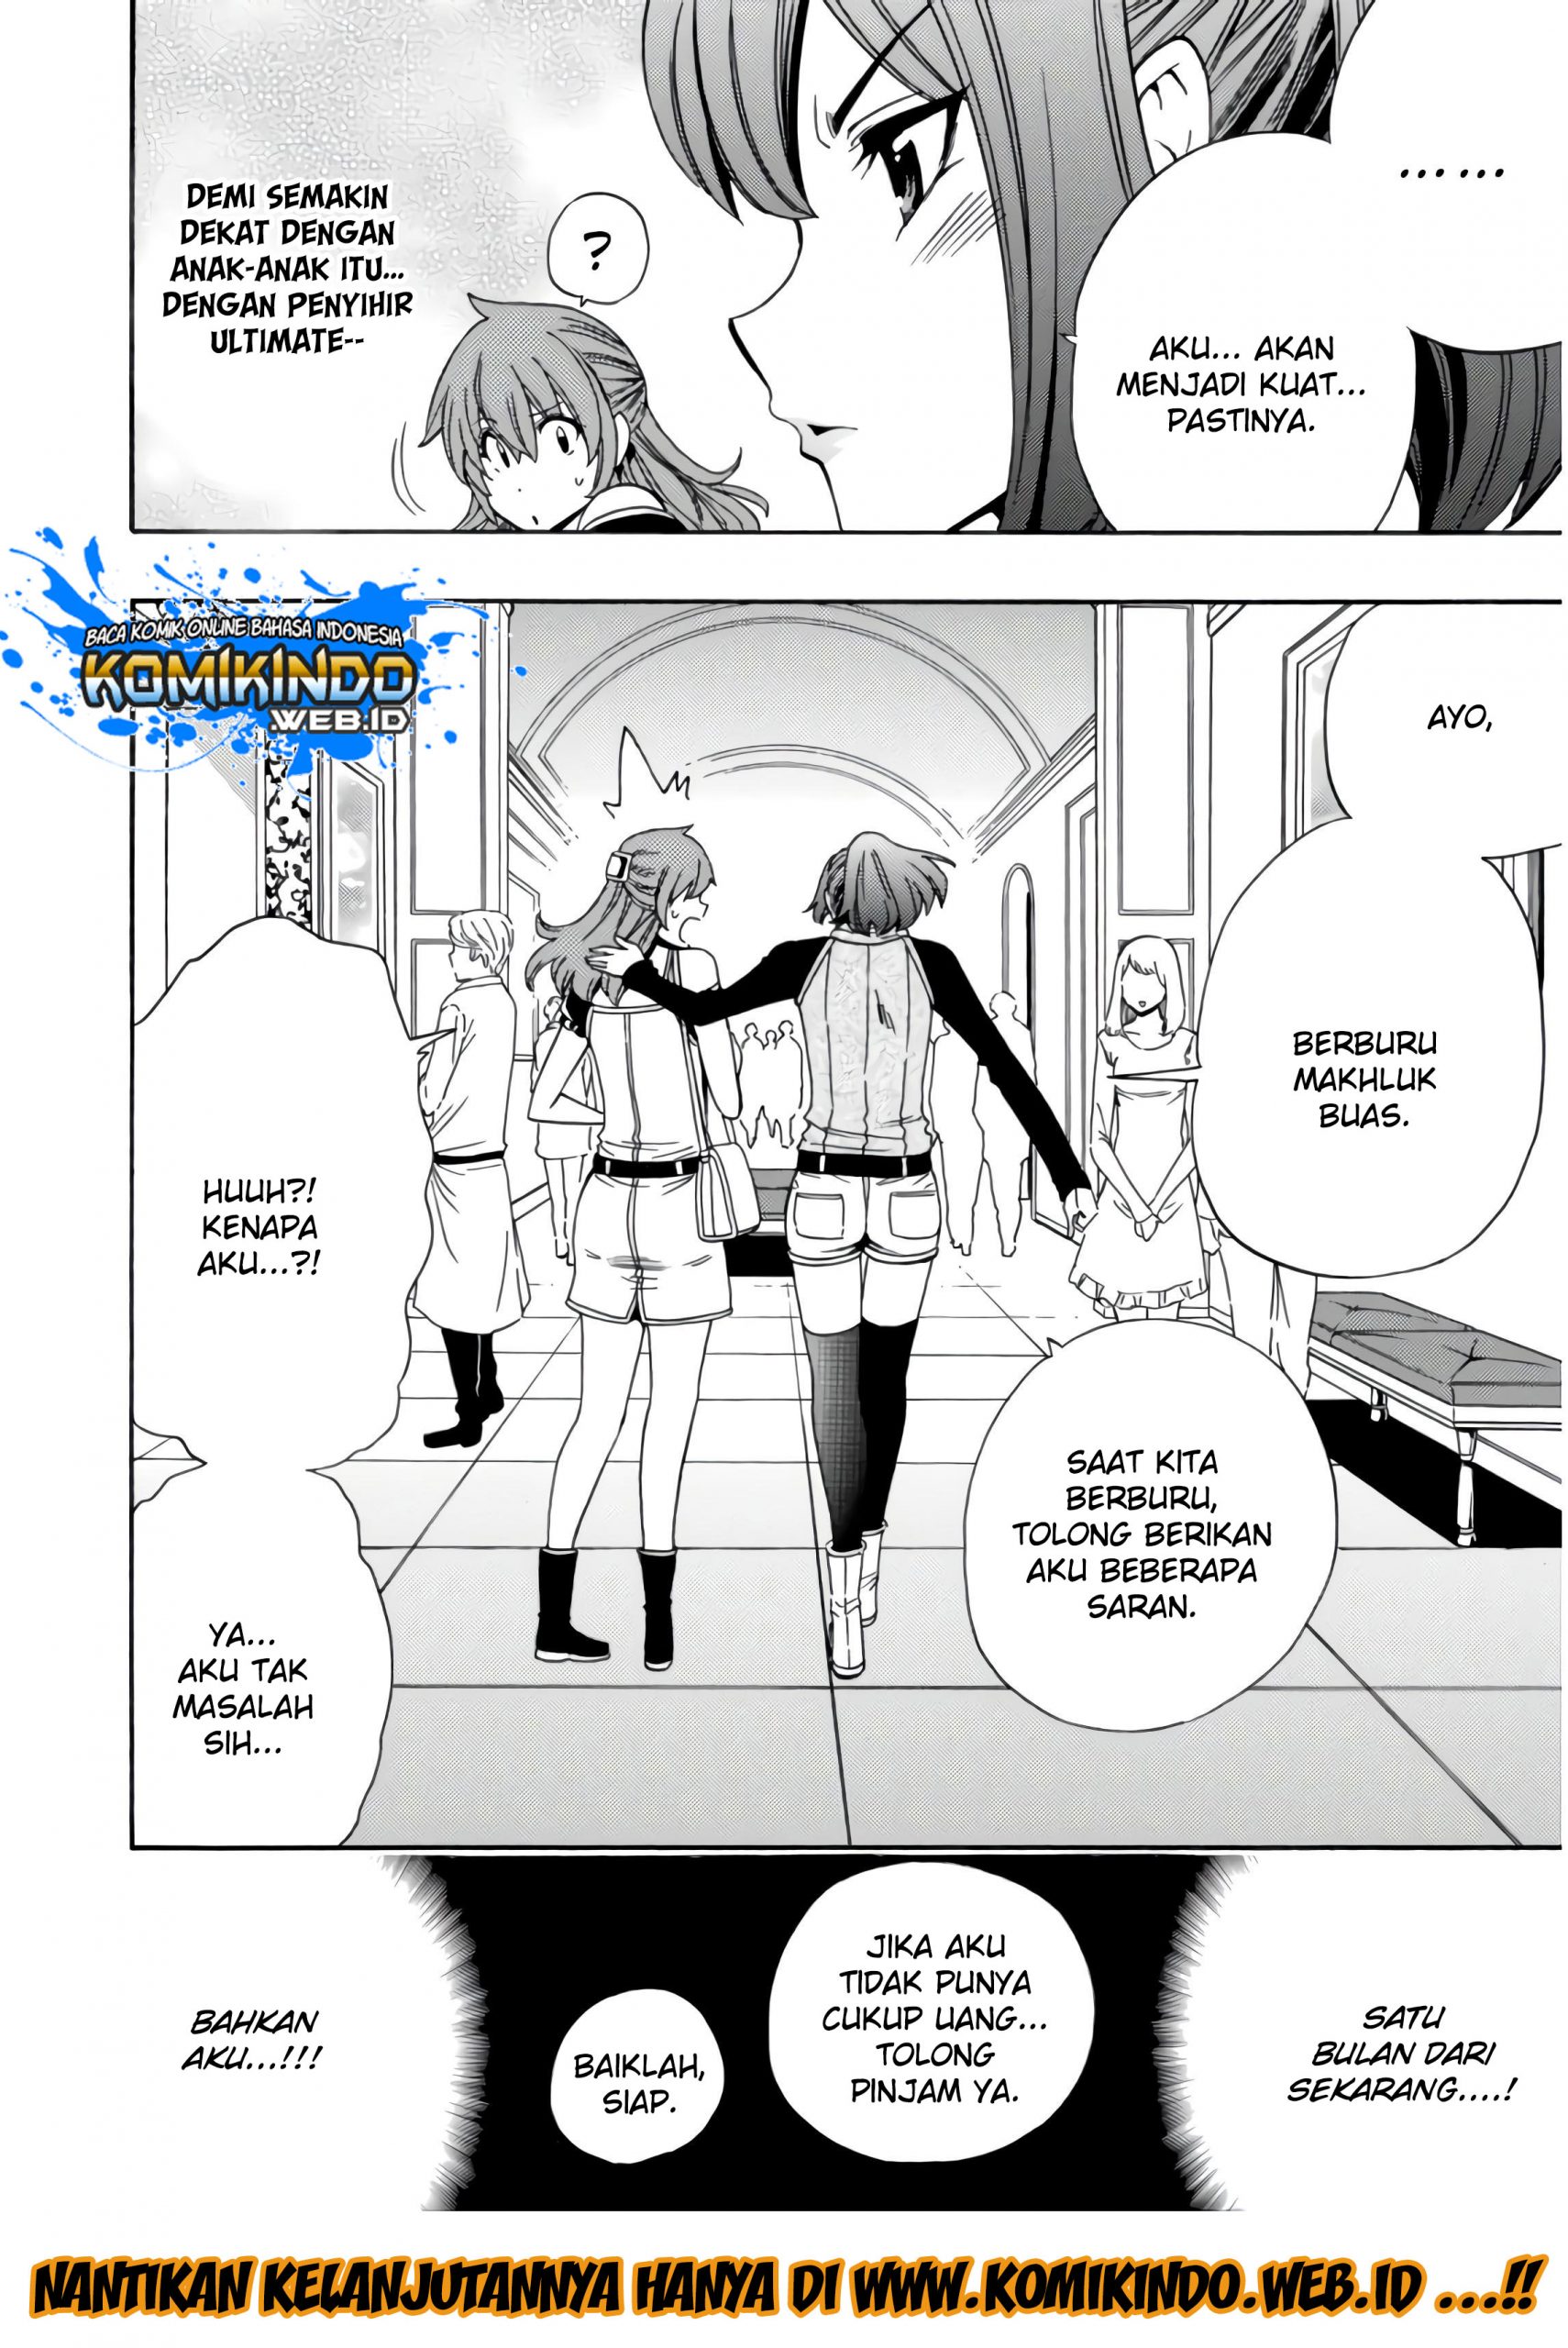 ......
AKU... AKAN
MENJADI KUAT...
PASTINYA.
?
DEMI SEMAKIN
DEKAT DENGAN
ANAK-ANAK ITU...
DENGAN PENYIHIR
ULTIMATE--
BACA KOMIK ONLINE BAHASA INDONESIA
KOMIKINDO
.WEB.ID
AYO,
BERBURU
MAKHLUK
BUAS.
SAAT KITA
BERBURU,
TOLONG BERIKAN
AKU BEBERAPA
SARAN.
HUUH?!
KENAPA
AKU...?!
YA...
AKU TAK
MASALAH
SIH...
SATU
BULAN DARI
SEKARANG....!
JIKA AKU
TIDAK PUNYA
CUKUP UANG...
TOLONG
PINJAM YA.
BAIKLAH,
SIAP.
BAHKAN
AKU...!!!
NANTIKAN KELANJUTANNYA HANYA DI WWW.KOMIKINDO.WEB.ID ...!!